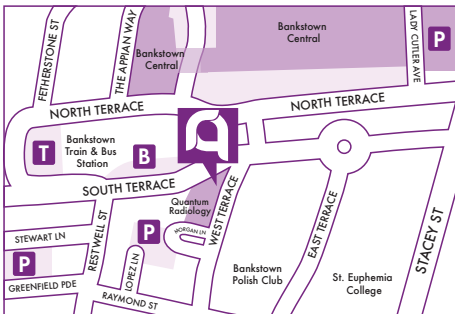 FETHERSTONE ST
THE APPIAN WAY
Bankstown
Central
Bankstown
Central
LADY CUTLER AVE
P
NORTH TERRACE
NORTH TERRACE
T
Bankstown
Train & Bus
Station
B
SOUTH TERRACE
Quantum
Radiology
WEST TERRACE
MORGAN LN
P
RESTWELL ST
STEWART LN
P
GREENFIELD PDE
LOPEZ LN
RAYMOND ST
Bankstown
Polish Club
EAST TERRACE
St. Euphemia
College
STACEY ST